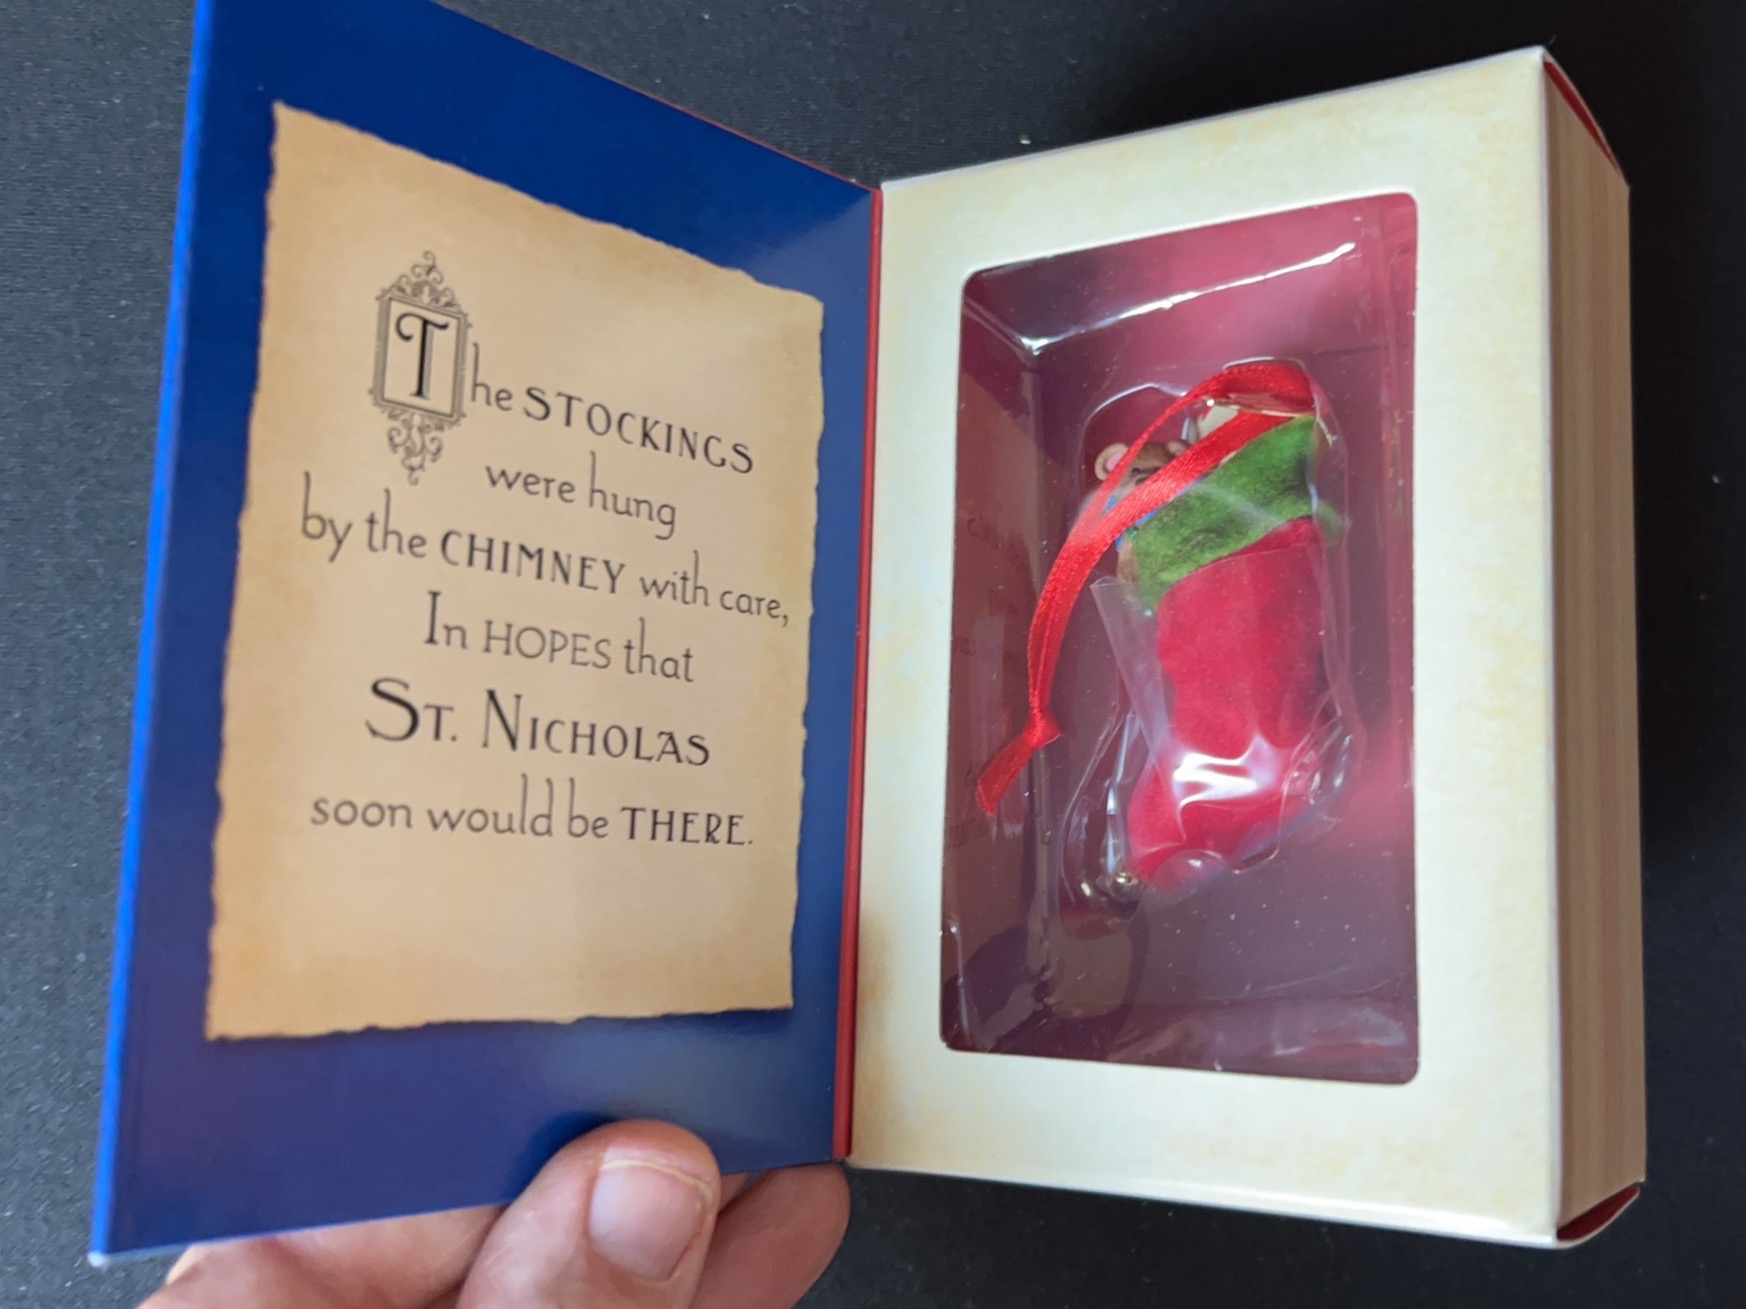 The STOCKINGS
were hung
by the CHIMNEY with care,
In HOPES that
ST. NICHOLAS
soon would be THERE.